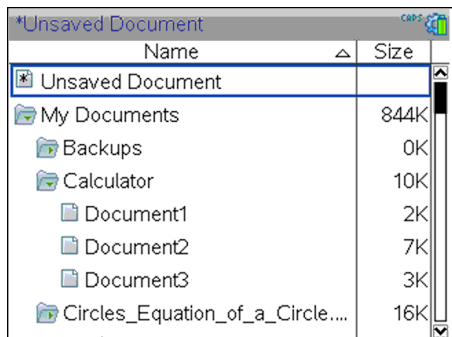 *Unsaved Document CAPS
Name Size
Unsaved Document
My Documents 844K
Backups 0K
Calculator 10K
Document1 2K
Document2 7K
Document3 3K
Circles_Equation_of_a_Circle.... 16K